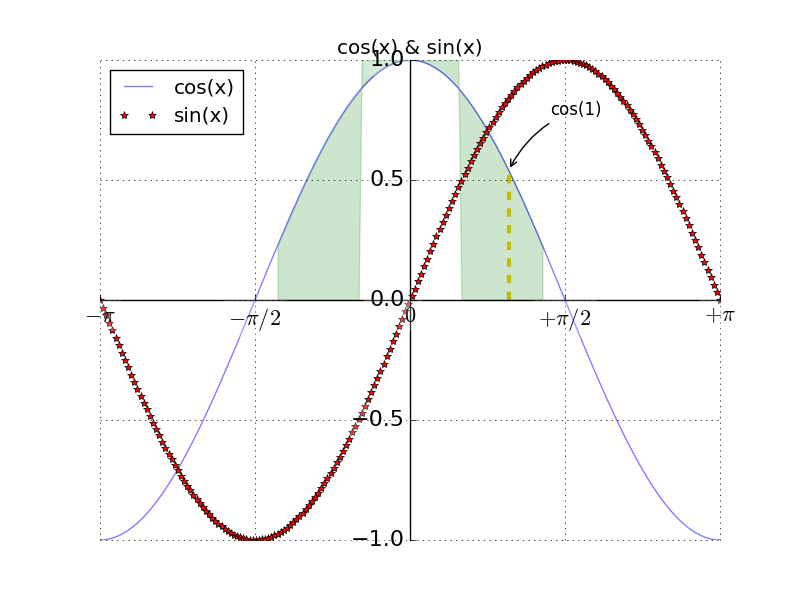 cos(x) & sin(x)
cos(x)
sin(x)
cos(1)
1.0
0.5
0.0
−0.5
−1.0
−π
−π/2
0
+π/2
+π